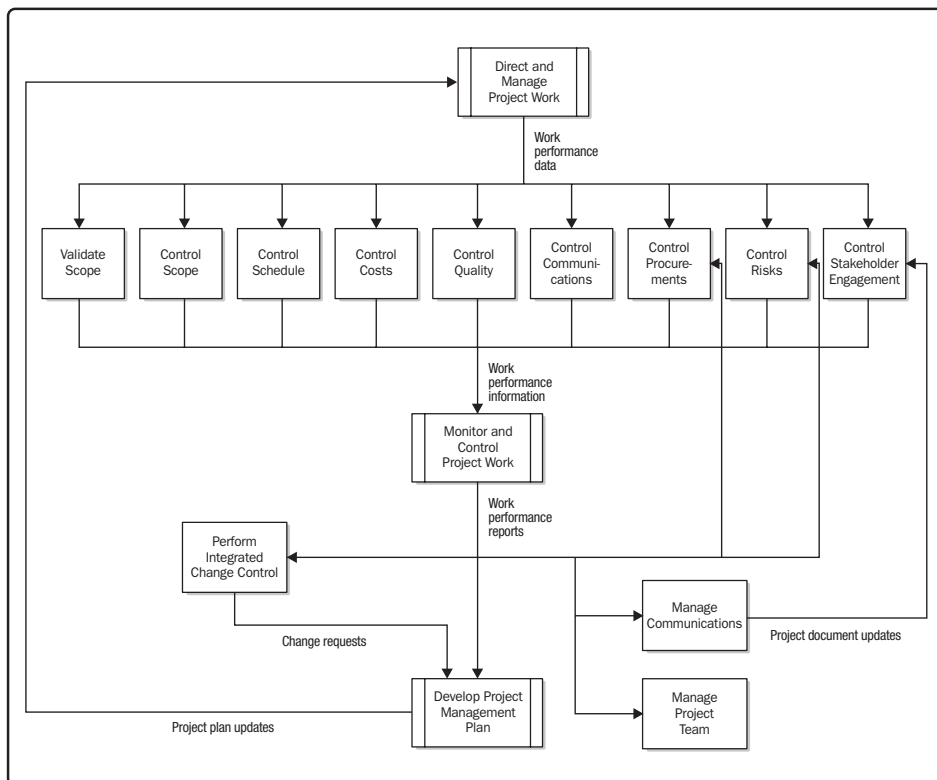 Direct and
Manage
Project Work
Work
performance
data
Validate
Scope
Control
Scope
Control
Schedule
Control
Costs
Control
Quality
Control
Communi-
cations
Control
Procure-
ments
Control
Risks
Control
Stakeholder
Engagement
Work
performance
information
Monitor and
Control
Project Work
Work
performance
reports
Perform
Integrated
Change Control
Manage
Communications
Change requests
Project document updates
Develop Project
Management
Plan
Manage
Project
Team
Project plan updates